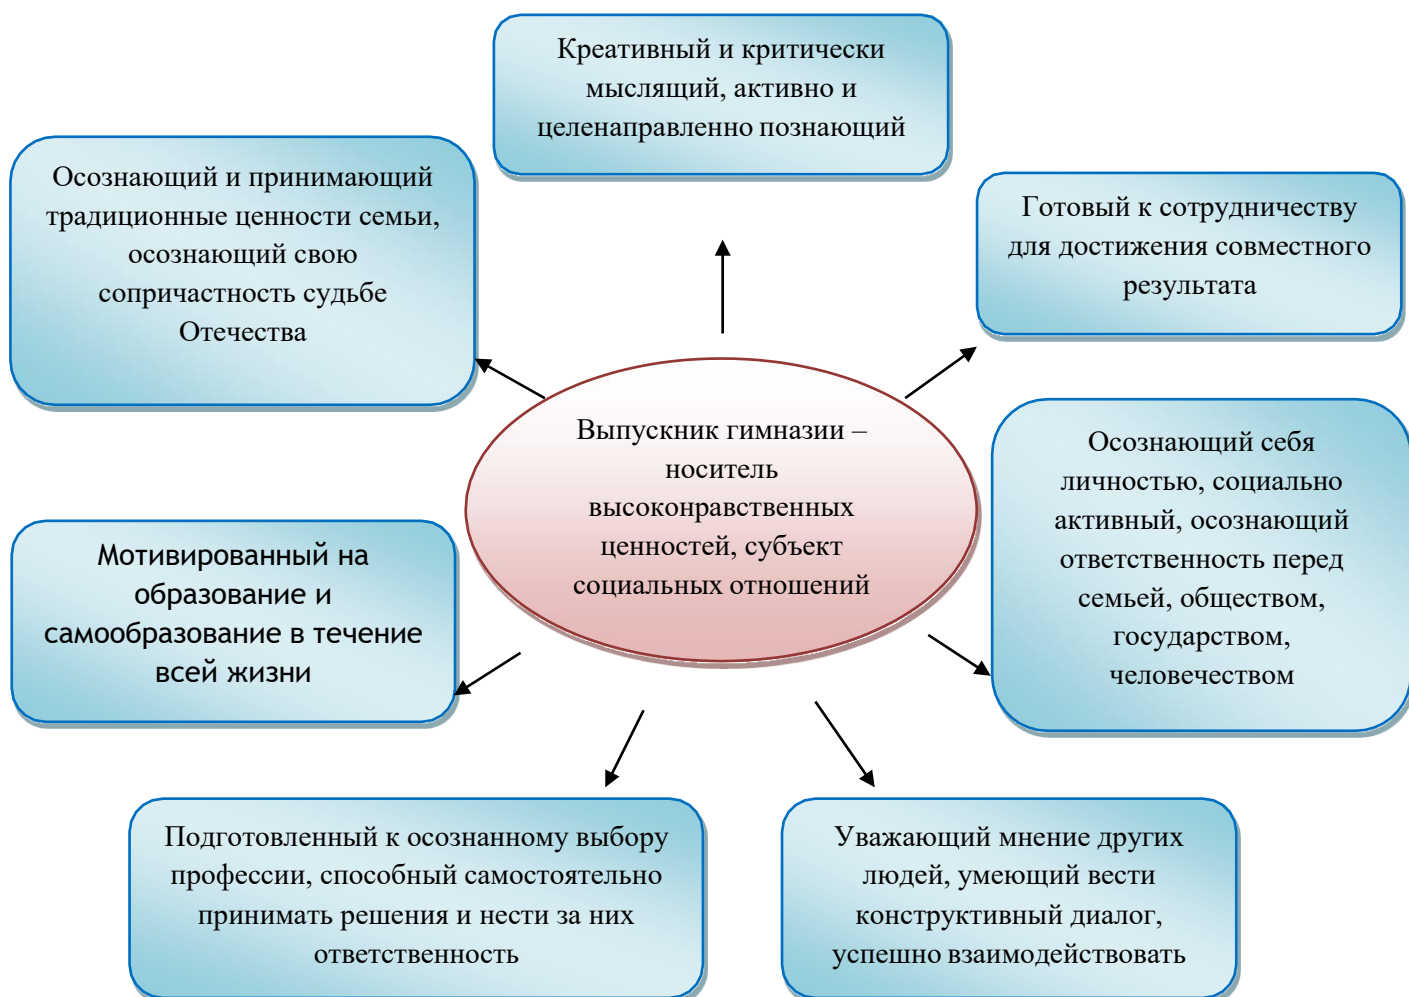 Креативный и критически
мыслящий, активно и
целенаправленно познающий
Осознающий и принимающий
традиционные ценности семьи,
осознающий свою
сопричастность судьбе
Отечества
Готовый к сотрудничеству
для достижения совместного
результата
Выпускник гимназии –
носитель
высоконравственных
ценностей, субъект
социальных отношений
Осознающий себя
личностью, социально
активный, осознающий
ответственность перед
семьей, обществом,
государством,
человечеством
Мотивированный на
образование и
самообразование в течение
всей жизни
Подготовленный к осознанному выбору
профессии, способный самостоятельно
принимать решения и нести за них
ответственность
Уважающий мнение других
людей, умеющий вести
конструктивный диалог,
успешно взаимодействовать